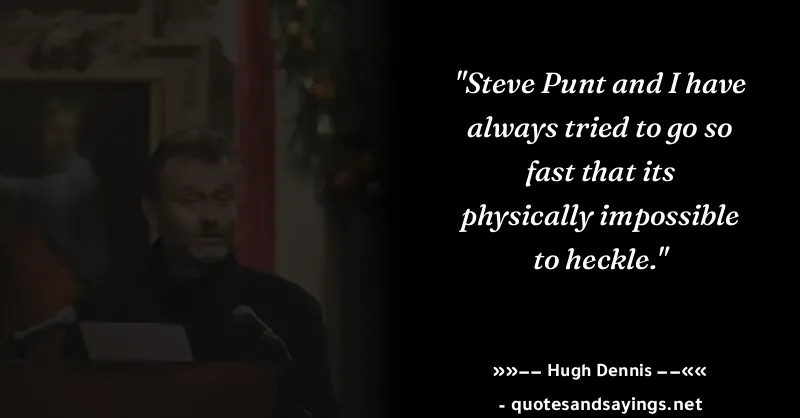 "Steve Punt and I have
always tried to go so
fast that its
physically impossible
to heckle."
»»−− Hugh Dennis −−««
- quotesandsayings.net